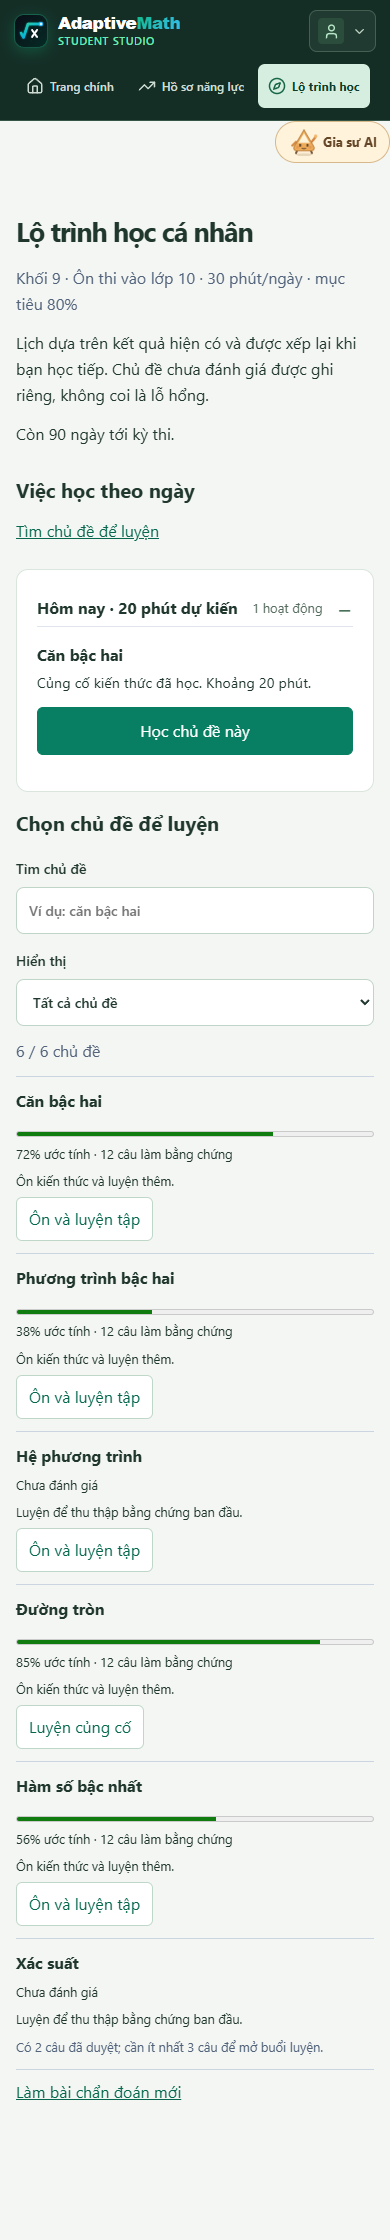 AdaptiveMath
STUDENT STUDIO
Trang chính
Hồ sơ năng lực
Lộ trình học
Gia sư AI
Lộ trình học cá nhân
Khối 9 · Ôn thi vào lớp 10 · 30 phút/ngày · mục
tiêu 80%
Lịch dựa trên kết quả hiện có và được xếp lại khi
bạn học tiếp. Chủ đề chưa đánh giá được ghi
riêng, không coi là lỗ hổng.
Còn 90 ngày tới kỳ thi.
Việc học theo ngày
Tìm chủ đề để luyện
Hôm nay · 20 phút dự kiến 1 hoạt động –
Căn bậc hai
Củng cố kiến thức đã học. Khoảng 20 phút.
Học chủ đề này
Chọn chủ đề để luyện
Tìm chủ đề
Ví dụ: căn bậc hai
Hiển thị
Tất cả chủ đề
6 / 6 chủ đề
Căn bậc hai
72% ước tính · 12 câu làm bằng chứng
Ôn kiến thức và luyện thêm.
Ôn và luyện tập
Phương trình bậc hai
38% ước tính · 12 câu làm bằng chứng
Ôn kiến thức và luyện thêm.
Ôn và luyện tập
Hệ phương trình
Chưa đánh giá
Luyện để thu thập bằng chứng ban đầu.
Ôn và luyện tập
Đường tròn
85% ước tính · 12 câu làm bằng chứng
Ôn kiến thức và luyện thêm.
Luyện củng cố
Hàm số bậc nhất
56% ước tính · 12 câu làm bằng chứng
Ôn kiến thức và luyện thêm.
Ôn và luyện tập
Xác suất
Chưa đánh giá
Luyện để thu thập bằng chứng ban đầu.
Có 2 câu đã duyệt; cần ít nhất 3 câu để mở buổi luyện.
Làm bài chẩn đoán mới